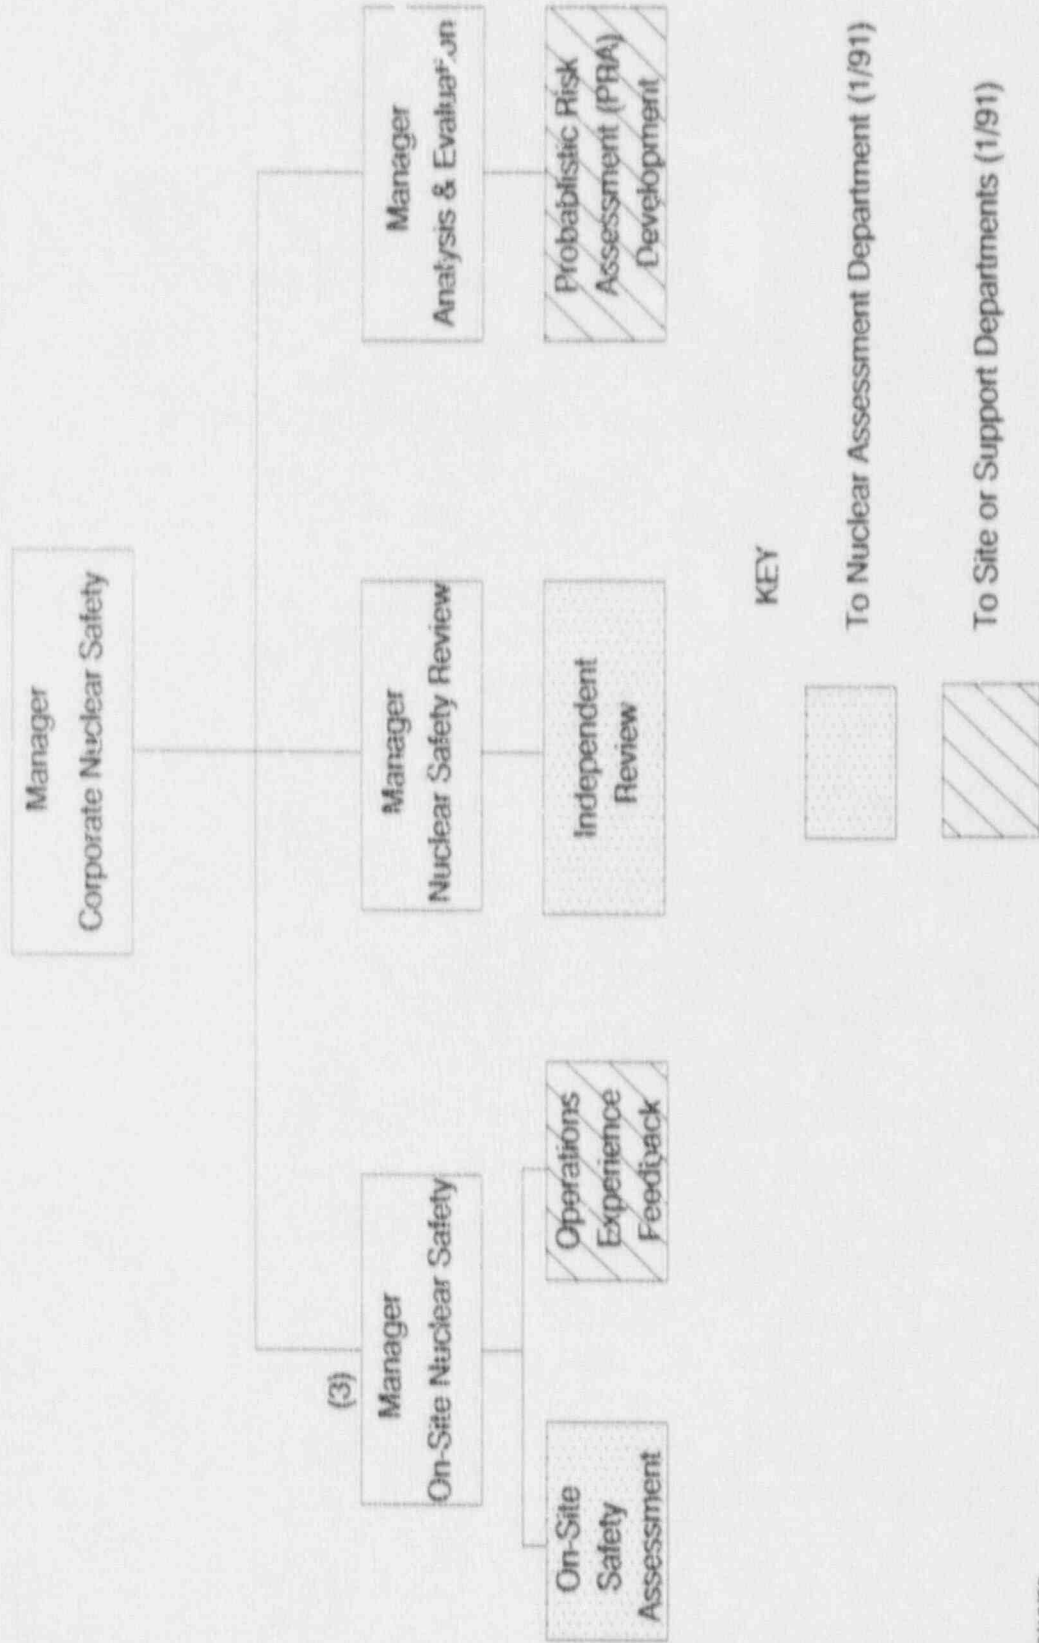 Manager
Corporate Nuclear Safety
(3)
Manager
On-Site Nuclear Safety
Manager
Nuclear Safety Review
Manager
Analysis & Evaluation
On-Site
Safety
Assessment
Operations
Experience
Feedback
Independent
Review
Probablistic Risk
Assessment (PRA)
Development
KEY
To Nuclear Assessment Department (1/91)
To Site or Support Departments (1/91)